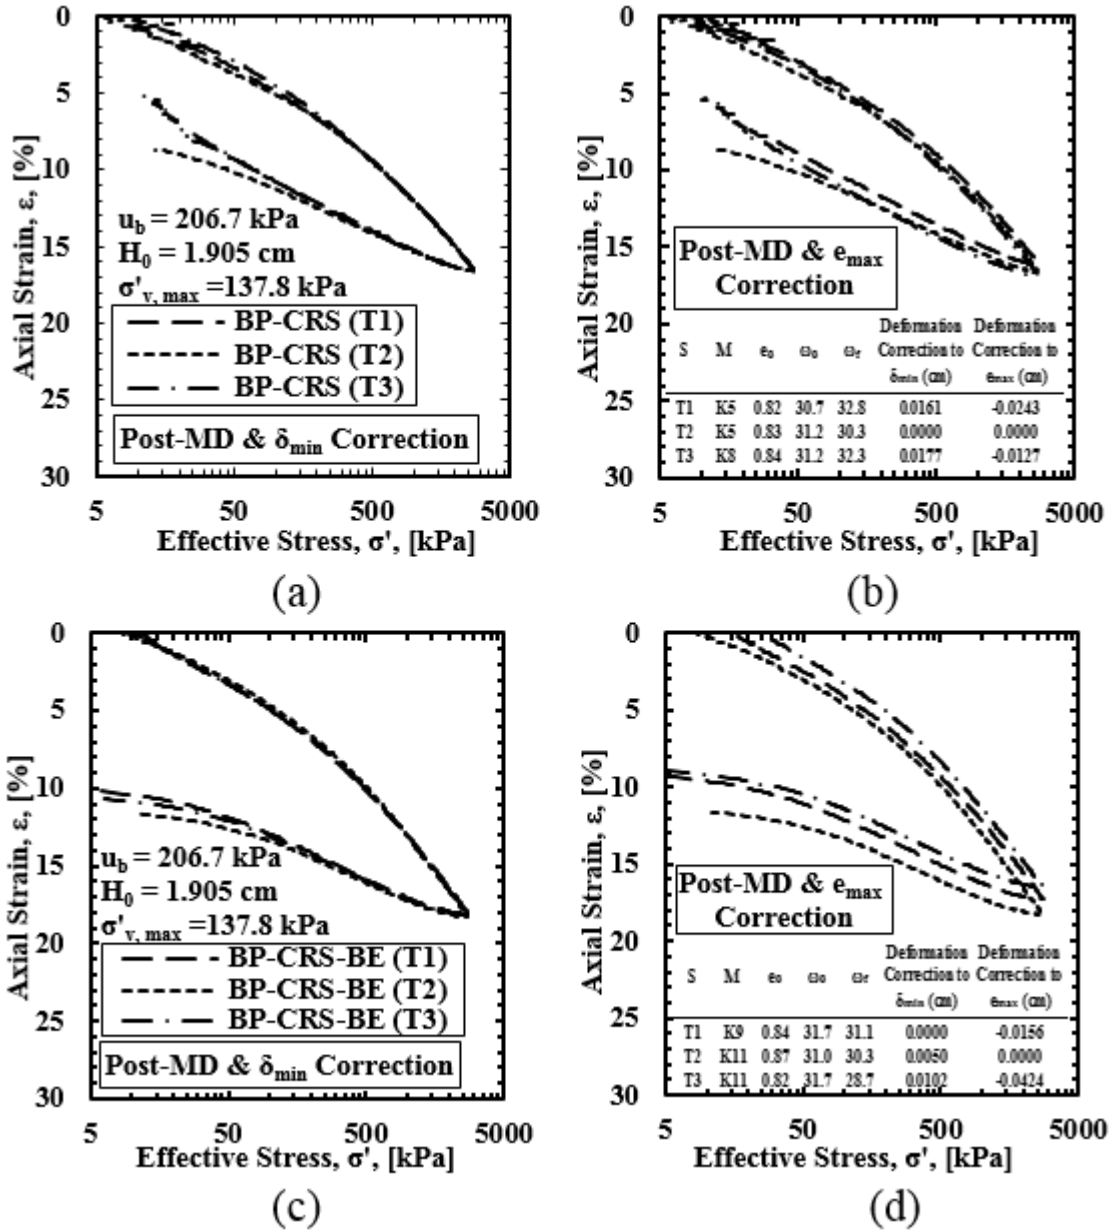 0
5
10
15
20
25
30
Axial Strain, ε, [%]
u_b = 206.7 kPa
H_0 = 1.905 cm
σ'_v, max =137.8 kPa
BP-CRS (T1)
BP-CRS (T2)
BP-CRS (T3)
Post-MD & δ_min Correction
5 50 500 5000
Effective Stress, σ', [kPa]
(a)
0
5
10
15
20
25
30
Axial Strain, ε, [%]
Post-MD & e_max
Correction
Deformation Deformation
S M e_o ω_o ω_f Correction to Correction to
δ_min (cm) e_max (cm)
T1 K5 0.82 30.7 32.8 0.0161 -0.0243
T2 K5 0.83 31.2 30.3 0.0000 0.0000
T3 K8 0.84 31.2 32.3 0.0177 -0.0127
5 50 500 5000
Effective Stress, σ', [kPa]
(b)
0
5
10
15
20
25
30
Axial Strain, ε, [%]
u_b = 206.7 kPa
H_0 = 1.905 cm
σ'_v, max =137.8 kPa
BP-CRS-BE (T1)
BP-CRS-BE (T2)
BP-CRS-BE (T3)
Post-MD & δ_min Correction
5 50 500 5000
Effective Stress, σ', [kPa]
(c)
0
5
10
15
20
25
30
Axial Strain, ε, [%]
Post-MD & e_max
Correction
Deformation Deformation
S M e_o ω_o ω_f Correction to Correction to
δ_min (cm) e_max (cm)
T1 K9 0.84 31.7 31.1 0.0000 -0.0156
T2 K11 0.87 31.0 30.3 0.0050 0.0000
T3 K11 0.82 31.7 28.7 0.0102 -0.0424
5 50 500 5000
Effective Stress, σ', [kPa]
(d)